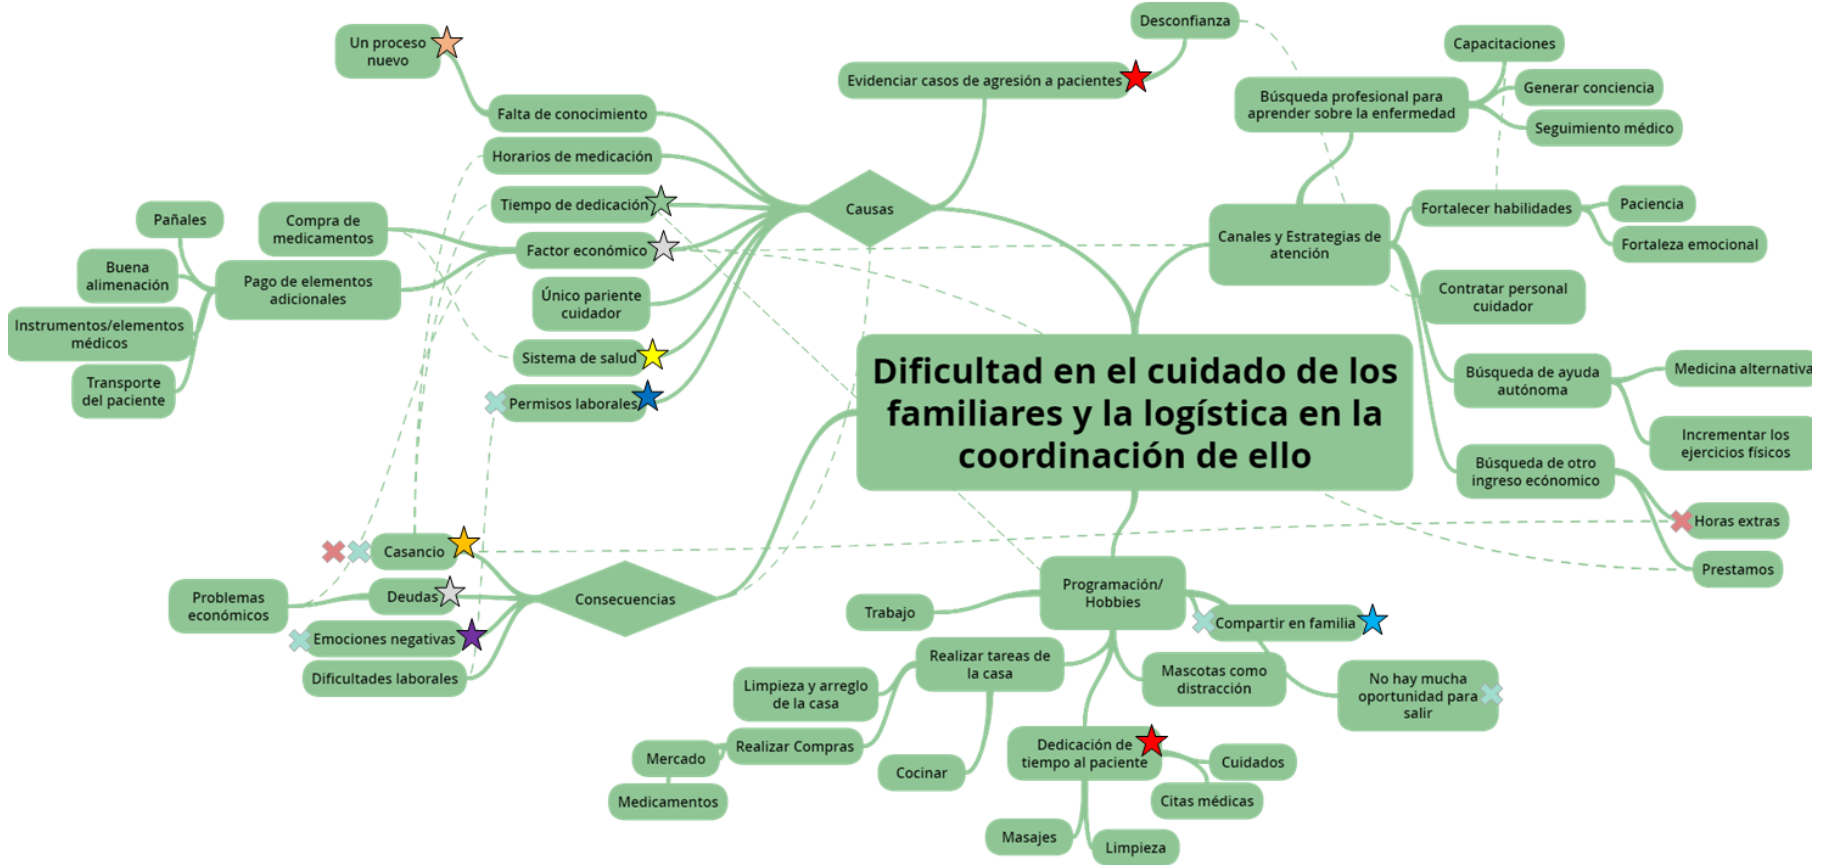 Desconfianza
Un proceso
nuevo
Evidenciar casos de agresión a pacientes
Capacitaciones
Búsqueda profesional para
aprender sobre la enfermedad
Generar conciencia
Seguimiento médico
Falta de conocimiento
Horarios de medicación
Tiempo de dedicación
Factor económico
Único pariente
cuidador
Sistema de salud
Permisos laborales
Causas
Pañales
Compra de
medicamentos
Buena
alimenación
Pago de elementos
adicionales
Instrumentos/elementos
médicos
Transporte
del paciente
Canales y Estrategias de
atención
Fortalecer habilidades
Paciencia
Fortaleza emocional
Contratar personal
cuidador
Búsqueda de ayuda
autónoma
Medicina alternativa
Incrementar los
ejercicios físicos
Búsqueda de otro
ingreso ecónomico
Horas extras
Prestamos
Dificultad en el cuidado de los
familiares y la logística en la
coordinación de ello
Casancio
Deudas
Problemas
económicos
Emociones negativas
Dificultades laborales
Consecuencias
Programación/
Hobbies
Trabajo
Compartir en familia
Realizar tareas de
la casa
Mascotas como
distracción
No hay mucha
oportunidad para
salir
Limpieza y arreglo
de la casa
Realizar Compras
Mercado
Medicamentos
Cocinar
Dedicación de
tiempo al paciente
Cuidados
Citas médicas
Masajes
Limpieza